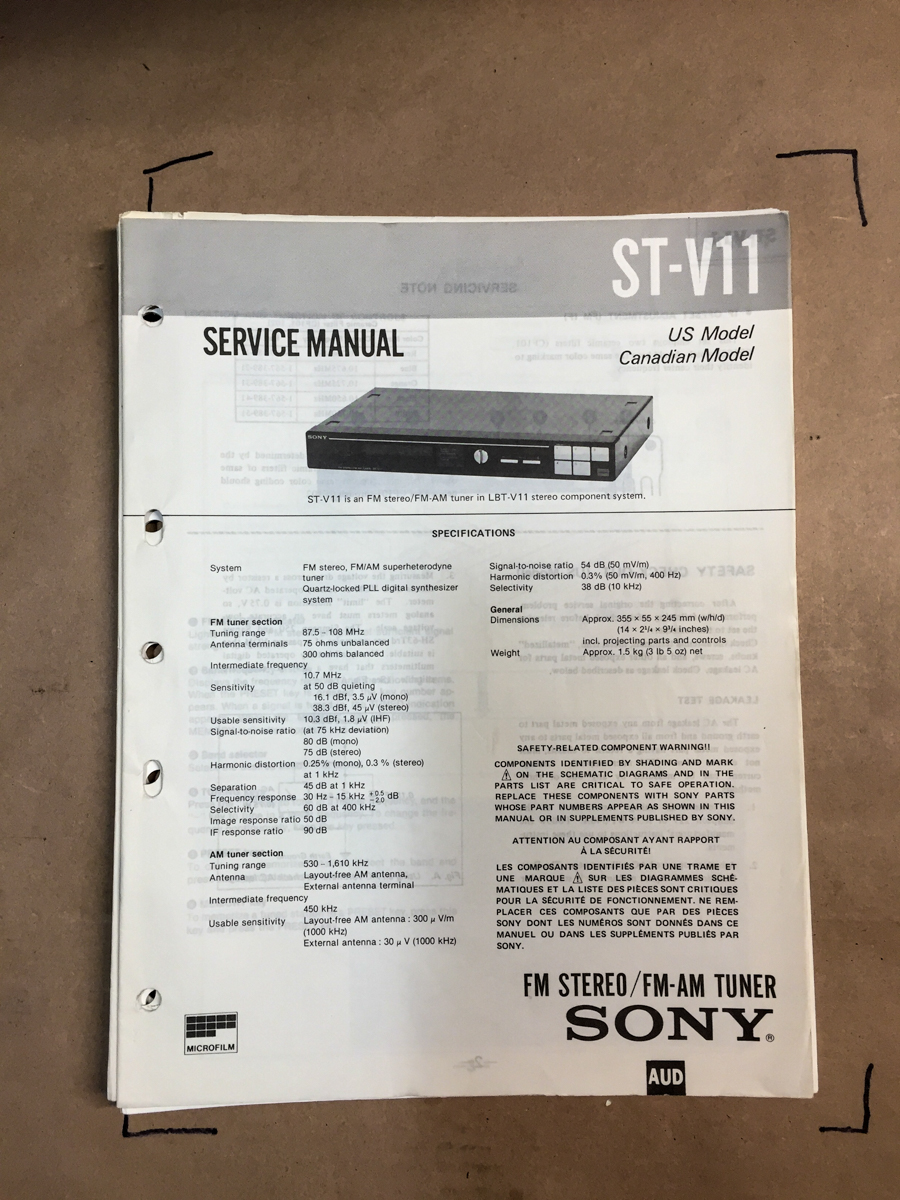 ST-V11
SERVICE MANUAL
US Model
Canadian Model
SONY
ST-V11 is an FM stereo/FM-AM tuner in LBT-V11 stereo component system.
SPECIFICATIONS
System FM stereo, FM/AM superheterodyne
tuner
Quartz-locked PLL digital synthesizer
system
FM tuner section
Tuning range 87.5 – 108 MHz
Antenna terminals 75 ohms unbalanced
300 ohms balanced
Intermediate frequency
10.7 MHz
Sensitivity at 50 dB quieting
16.1 dBf, 3.5 μV (mono)
38.3 dBf, 45 μV (stereo)
Usable sensitivity 10.3 dBf, 1.8 μV (IHF)
Signal-to-noise ratio (at 75 kHz deviation)
80 dB (mono)
75 dB (stereo)
Harmonic distortion 0.25% (mono), 0.3 % (stereo)
at 1 kHz
Separation 45 dB at 1 kHz
Frequency response 30 Hz – 15 kHz +0.5 −2.0 dB
Selectivity 60 dB at 400 kHz
Image response ratio 50 dB
IF response ratio 90 dB
AM tuner section
Tuning range 530 – 1,610 kHz
Antenna Layout-free AM antenna,
External antenna terminal
Intermediate frequency
450 kHz
Usable sensitivity Layout-free AM antenna : 300 μ V/m
(1000 kHz)
External antenna : 30 μ V (1000 kHz)
Signal-to-noise ratio 54 dB (50 mV/m)
Harmonic distortion 0.3% (50 mV/m, 400 Hz)
Selectivity 38 dB (10 kHz)
General
Dimensions Approx. 355 × 55 × 245 mm (w/h/d)
(14 × 2 1/4 × 9 3/4 inches)
incl. projecting parts and controls
Weight Approx. 1.5 kg (3 lb 5 oz) net
SAFETY-RELATED COMPONENT WARNING!!
COMPONENTS IDENTIFIED BY SHADING AND MARK
⚠ ON THE SCHEMATIC DIAGRAMS AND IN THE
PARTS LIST ARE CRITICAL TO SAFE OPERATION.
REPLACE THESE COMPONENTS WITH SONY PARTS
WHOSE PART NUMBERS APPEAR AS SHOWN IN THIS
MANUAL OR IN SUPPLEMENTS PUBLISHED BY SONY.
ATTENTION AU COMPOSANT AYANT RAPPORT
À LA SÉCURITÉ!
LES COMPOSANTS IDENTIFIÉS PAR UNE TRAME ET
UNE MARQUE ⚠ SUR LES DIAGRAMMES SCHÉ-
MATIQUES ET LA LISTE DES PIÈCES SONT CRITIQUES
POUR LA SÉCURITÉ DE FONCTIONNEMENT. NE REM-
PLACER CES COMPOSANTS QUE PAR DES PIÈCES
SONY DONT LES NUMÉROS SONT DONNÉS DANS CE
MANUEL OU DANS LES SUPPLÉMENTS PUBLIÉS PAR
SONY.
FM STEREO/FM-AM TUNER
SONY®
MICROFILM
AUD